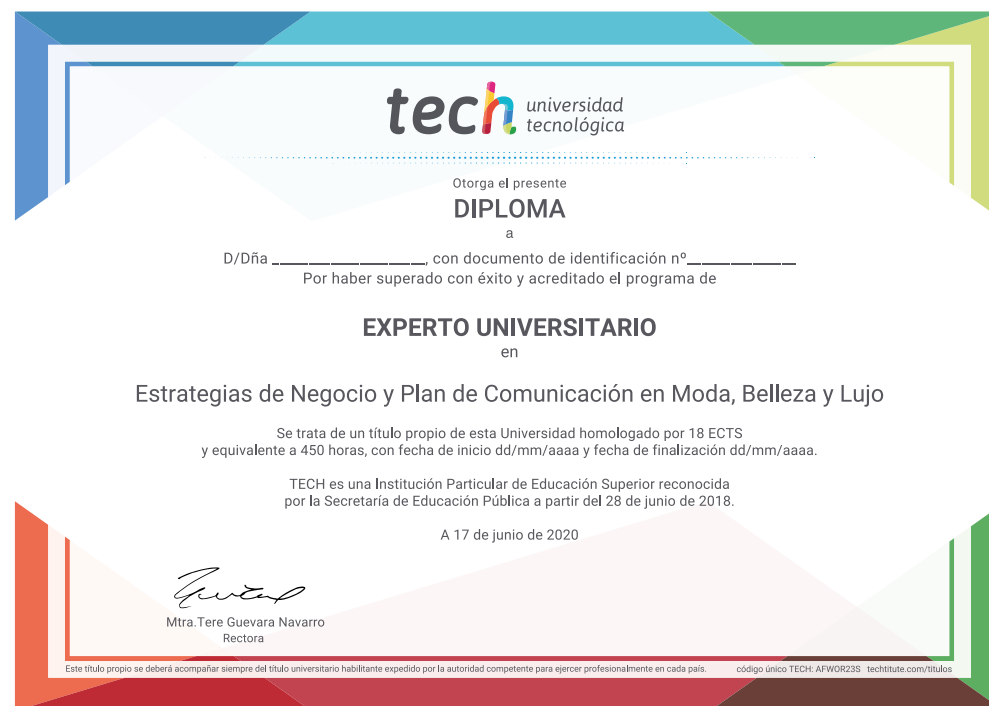 tech universidad
tecnológica
Otorga el presente
DIPLOMA
a
D/Dña ____________________, con documento de identificación nº______________
Por haber superado con éxito y acreditado el programa de
EXPERTO UNIVERSITARIO
en
Estrategias de Negocio y Plan de Comunicación en Moda, Belleza y Lujo
Se trata de un título propio de esta Universidad homologado por 18 ECTS
y equivalente a 450 horas, con fecha de inicio dd/mm/aaaa y fecha de finalización dd/mm/aaaa.
TECH es una Institución Particular de Educación Superior reconocida
por la Secretaría de Educación Pública a partir del 28 de junio de 2018.
A 17 de junio de 2020
Mtra.Tere Guevara Navarro
Rectora
Este título propio se deberá acompañar siempre del título universitario habilitante expedido por la autoridad competente para ejercer profesionalmente en cada país. código único TECH: AFWOR23S techtitute.com/titulos